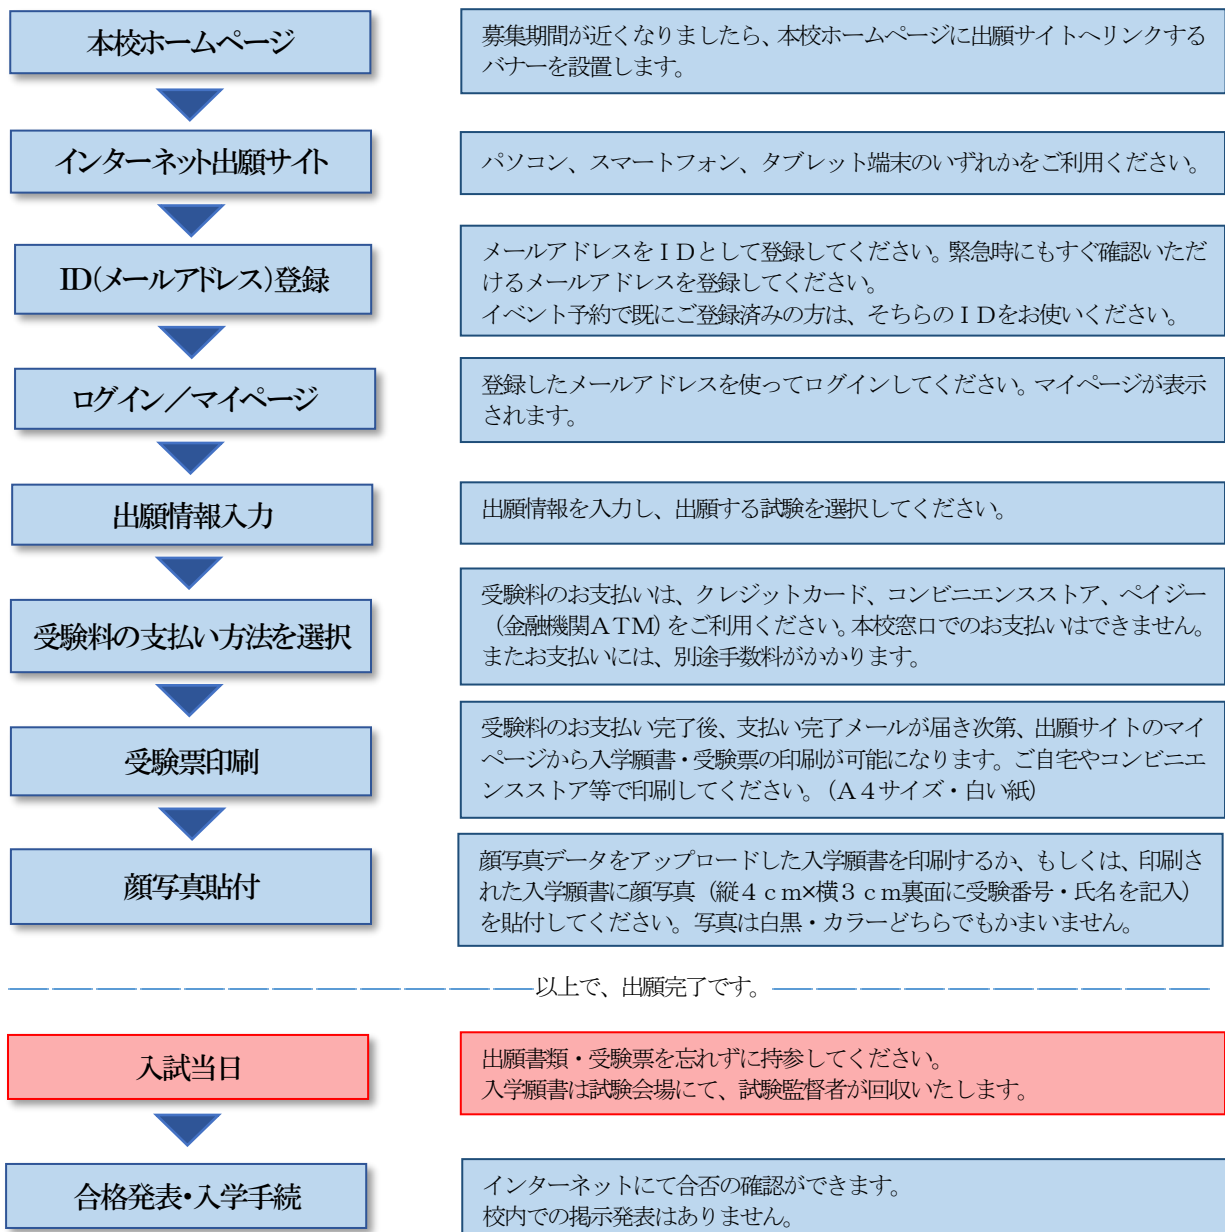 本校ホームページ
募集期間が近くなりましたら、本校ホームページに出願サイトへリンクする
バナーを設置します。
インターネット出願サイト
パソコン、スマートフォン、タブレット端末のいずれかをご利用ください。
ID(メールアドレス)登録
メールアドレスをＩＤとして登録してください。緊急時にもすぐ確認いただ
けるメールアドレスを登録してください。
イベント予約で既にご登録済みの方は、そちらのＩＤをお使いください。
ログイン／マイページ
登録したメールアドレスを使ってログインしてください。マイページが表示
されます。
出願情報入力
出願情報を入力し、出願する試験を選択してください。
受験料の支払い方法を選択
受験料のお支払いは、クレジットカード、コンビニエンスストア、ペイジー
（金融機関ＡＴＭ）をご利用ください。本校窓口でのお支払いはできません。
またお支払いには、別途手数料がかかります。
受験票印刷
受験料のお支払い完了後、支払い完了メールが届き次第、出願サイトのマイ
ページから入学願書・受験票の印刷が可能になります。ご自宅やコンビニエ
ンスストア等で印刷してください。（Ａ４サイズ・白い紙）
顔写真貼付
顔写真データをアップロードした入学願書を印刷するか、もしくは、印刷さ
れた入学願書に顔写真（縦４ｃｍ×横３ｃｍ裏面に受験番号・氏名を記入）
を貼付してください。写真は白黒・カラーどちらでもかまいません。
以上で、出願完了です。
入試当日
出願書類・受験票を忘れずに持参してください。
入学願書は試験会場にて、試験監督者が回収いたします。
合格発表・入学手続
インターネットにて合否の確認ができます。
校内での掲示発表はありません。